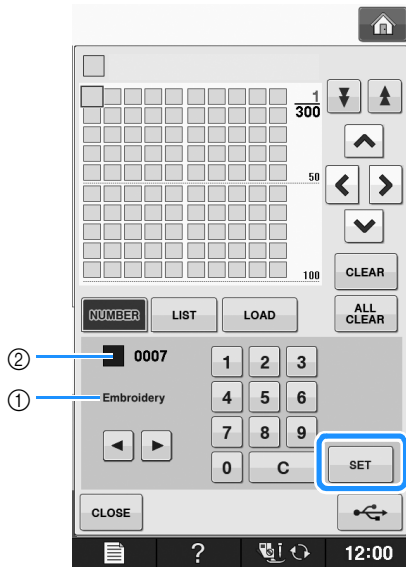 1
300
50
100
CLEAR
NUMBER LIST LOAD ALL CLEAR
② 0007
1 2 3
① Embroidery
4 5 6
7 8 9
0 C
SET
CLOSE
? 12:00